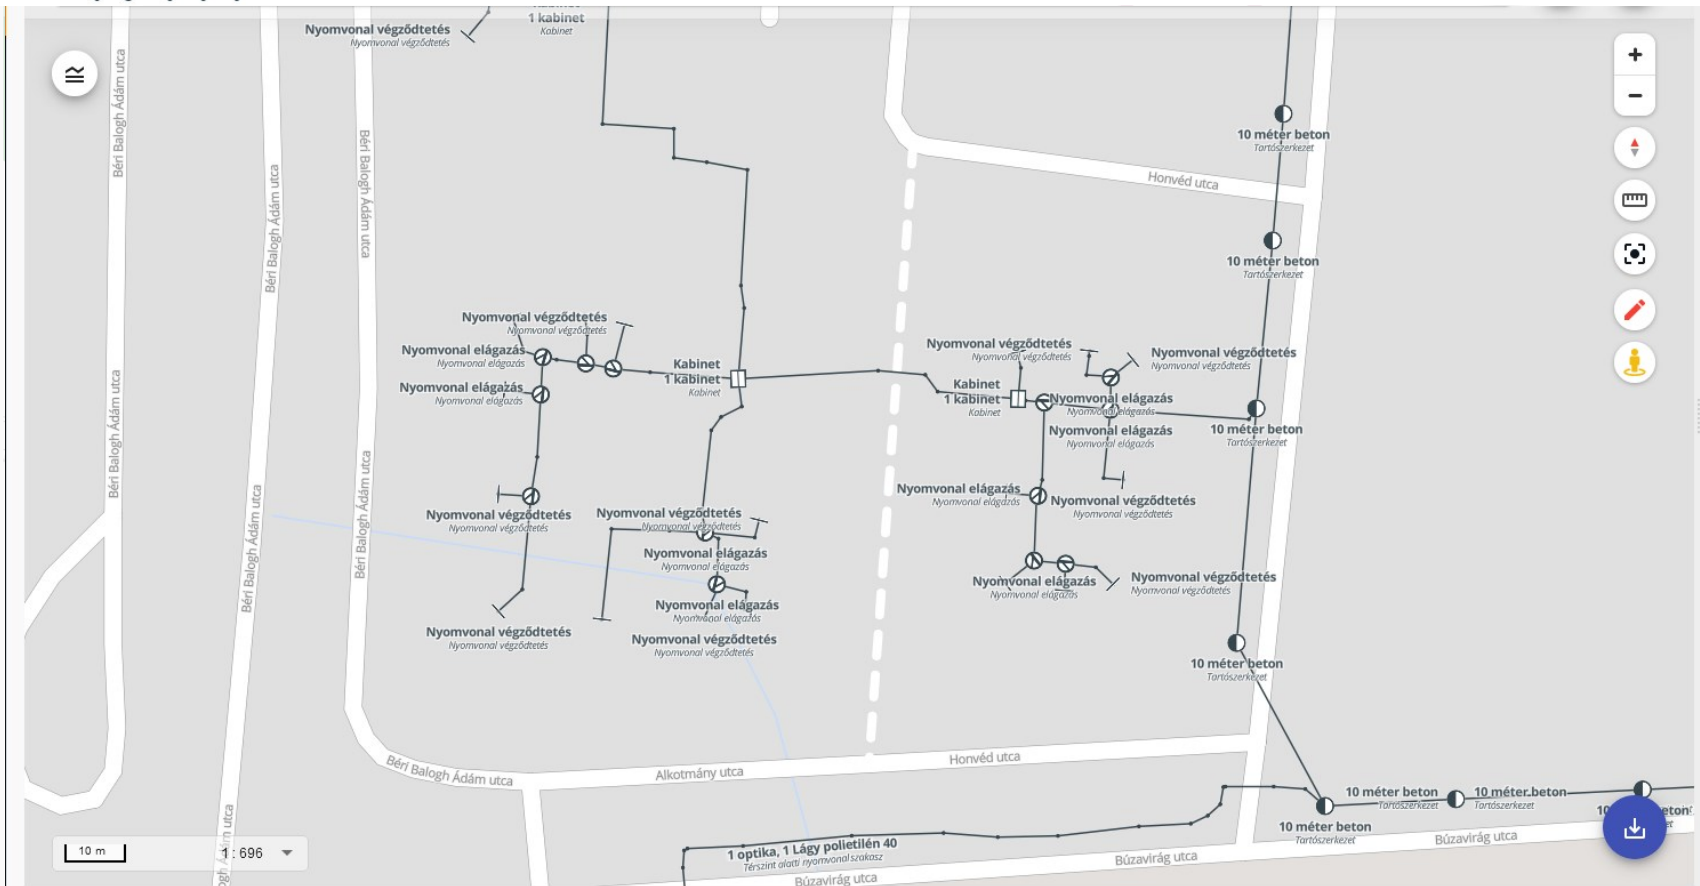 1 kabinet
Kabinet
Nyomvonal végződtetés
Nyomvonal végződtetés
Béri Balogh Ádám utca
Béri Balogh Ádám utca
Béri Balogh Ádám utca
10 méter beton
Tartószerkezet
Honvéd utca
10 méter beton
Tartószerkezet
Nyomvonal végződtetés
Nyomvonal végződtetés
Nyomvonal elágazás
Nyomvonal elágazás
Nyomvonal elágazás
Nyomvonal elágazás
Kabinet
1 kabinet
Kabinet
Nyomvonal végződtetés
Nyomvonal végződtetés
Nyomvonal végződtetés
Nyomvonal végződtetés
Kabinet
1 kabinet
Kabinet
Nyomvonal elágazás
Nyomvonal elágazás
Nyomvonal elágazás
Nyomvonal elágazás
10 méter beton
Tartószerkezet
Béri Balogh Ádám utca
Béri Balogh Ádám utca
Béri Balogh Ádám utca
Nyomvonal végződtetés
Nyomvonal végződtetés
Nyomvonal végződtetés
Nyomvonal végződtetés
Nyomvonal elágazás
Nyomvonal elágazás
Nyomvonal végződtetés
Nyomvonal végződtetés
Nyomvonal elágazás
Nyomvonal elágazás
Nyomvonal elágazás
Nyomvonal elágazás
Nyomvonal végződtetés
Nyomvonal végződtetés
Nyomvonal elágazás
Nyomvonal elágazás
Nyomvonal végződtetés
Nyomvonal végződtetés
Nyomvonal végződtetés
Nyomvonal végződtetés
10 méter beton
Tartószerkezet
Béri Balogh Ádám utca
Alkotmány utca
Honvéd utca
10 méter beton
Tartószerkezet
10 méter beton
Tartószerkezet
10 méter beton
Tartószerkezet
1 optika, 1 Lágy polietilén 40
Térszint alatti nyomvonal szakasz
Búzavirág utca
Búzavirág utca
Búzavirág utca
10 m
1 : 696